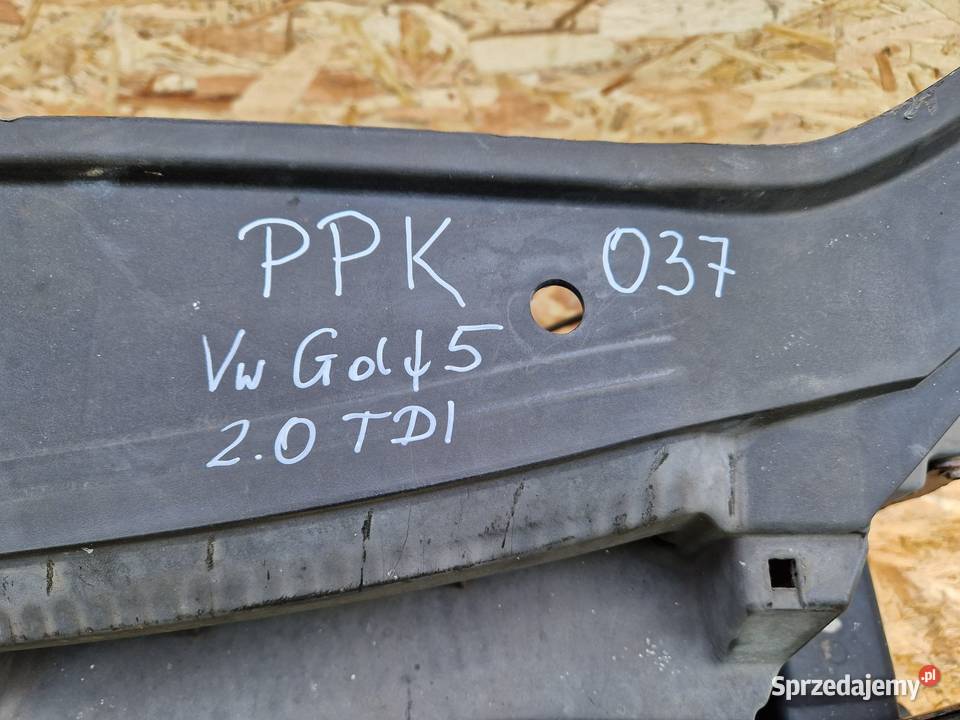 PPK 037
Vw Golf 5
2.0 TDI
Sprzedajemy.pl